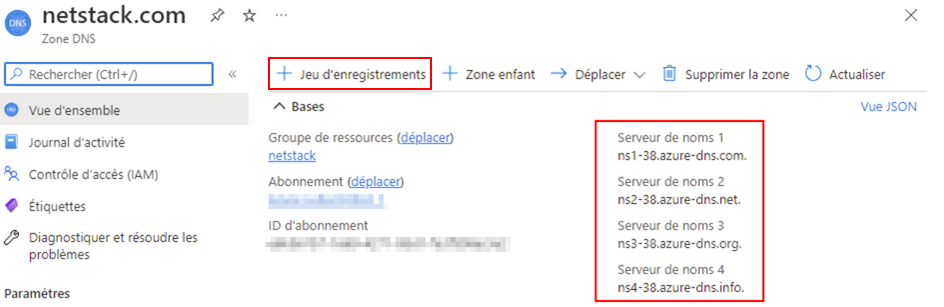 netstack.com
Zone DNS
Rechercher (Ctrl+/)
Vue d'ensemble
Journal d'activité
Contrôle d'accès (IAM)
Étiquettes
Diagnostiquer et résoudre les
problèmes
Paramètres
Jeu d'enregistrements
Zone enfant
Déplacer
Supprimer la zone
Actualiser
Bases
Vue JSON
Groupe de ressources (déplacer)
netstack
Abonnement (déplacer)
ID d'abonnement
Serveur de noms 1
ns1-38.azure-dns.com.
Serveur de noms 2
ns2-38.azure-dns.net.
Serveur de noms 3
ns3-38.azure-dns.org.
Serveur de noms 4
ns4-38.azure-dns.info.